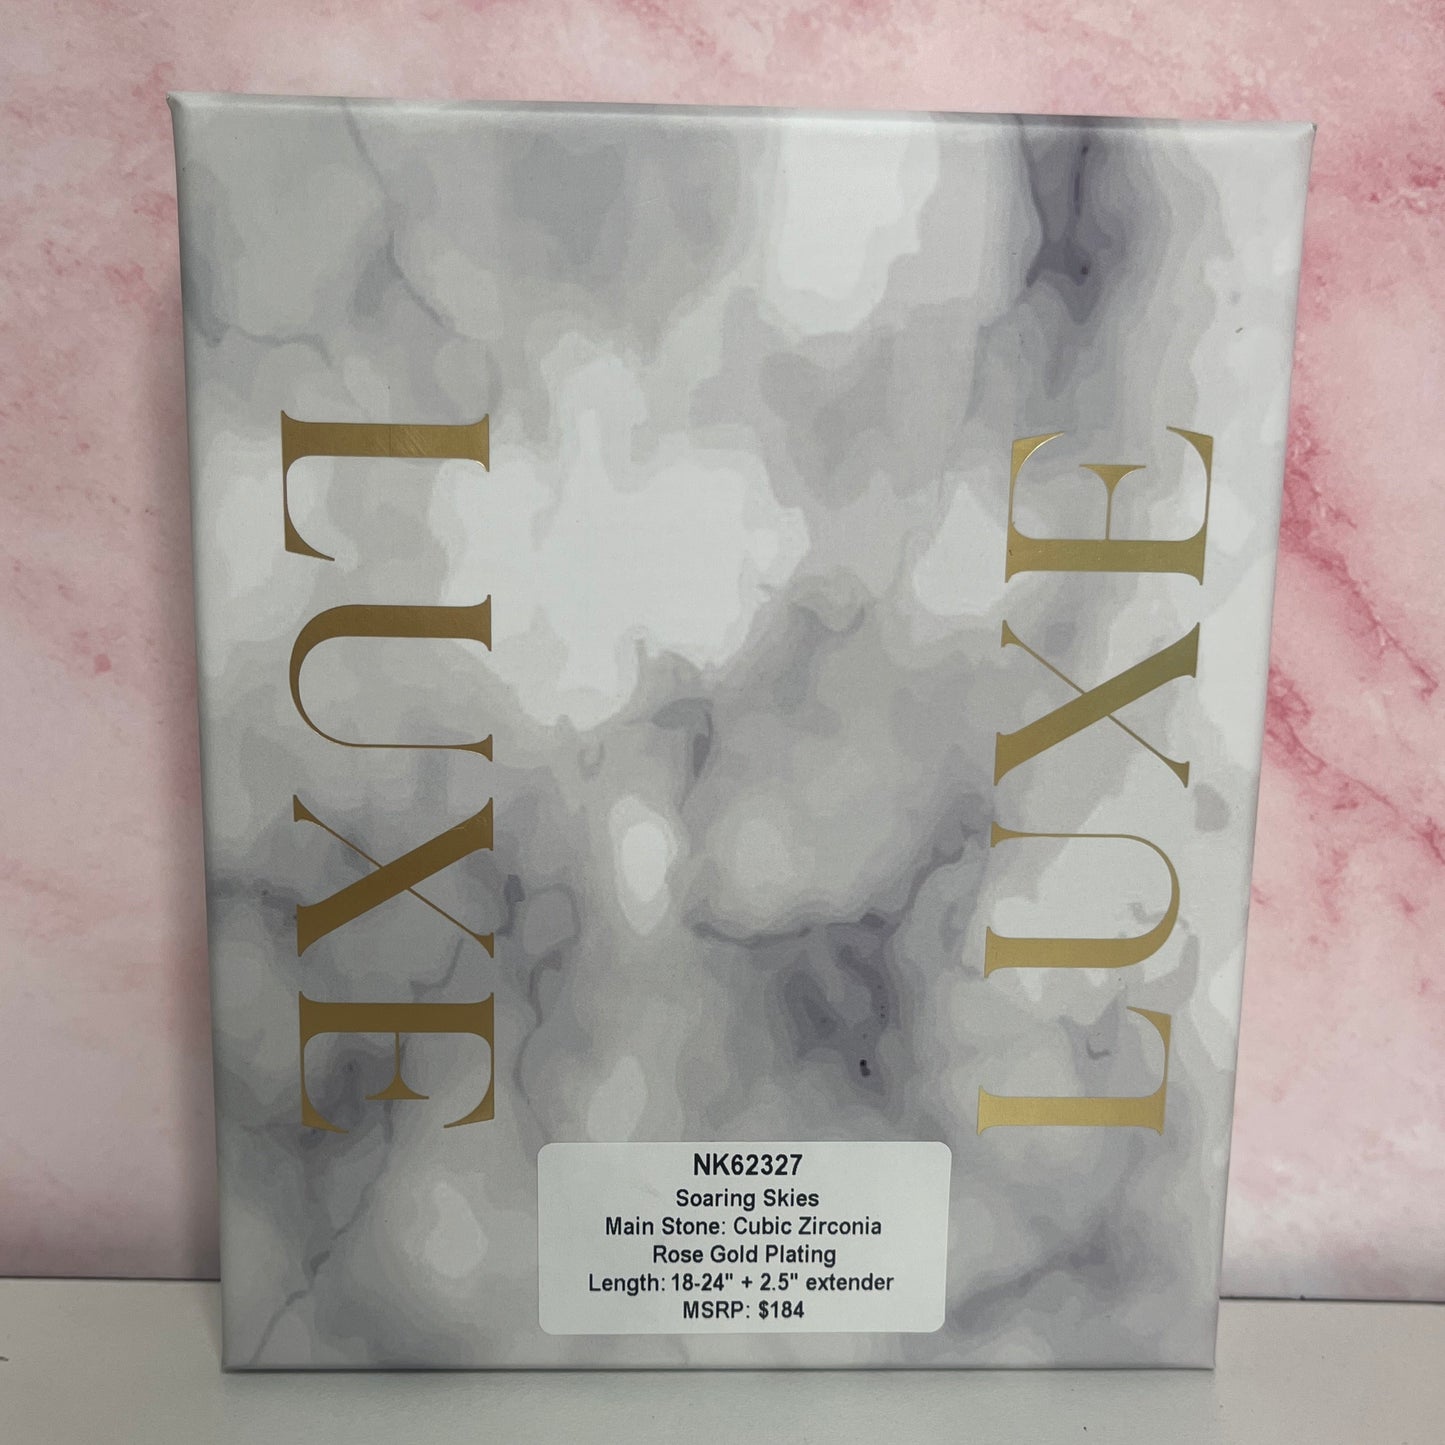 LUXE
LUXE
NK62327
Soaring Skies
Main Stone: Cubic Zirconia
Rose Gold Plating
Length: 18-24" + 2.5" extender
MSRP: $184